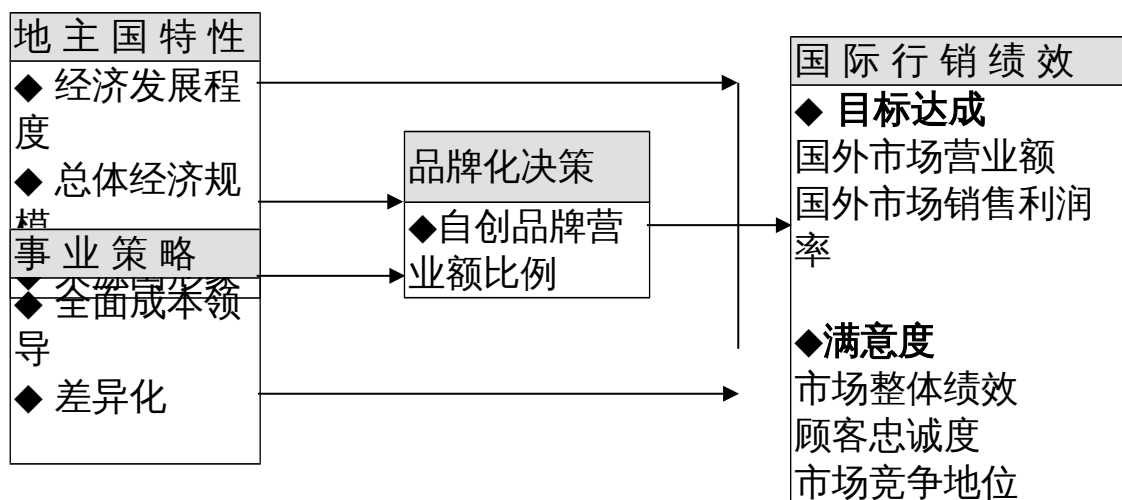 地主国特性
◆ 经济发展程
度
◆ 总体经济规
模
事业策略
◆ 全面成本领
导
◆ 差异化
品牌化决策
◆自创品牌营
业额比例
国际行销绩效
◆ 目标达成
国外市场营业额
国外市场销售利润
率
◆满意度
市场整体绩效
顾客忠诚度
市场竞争地位